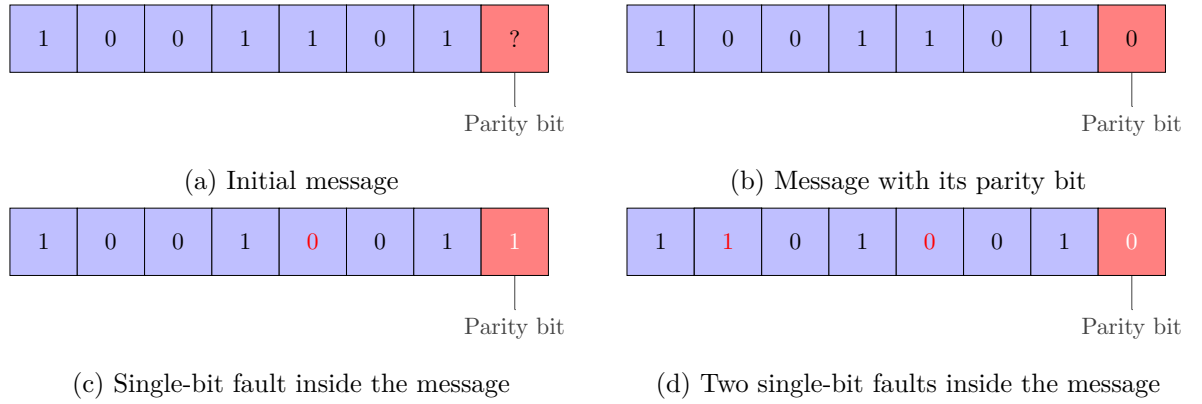 1 0 0 1 1 0 1 ?
Parity bit
(a) Initial message
1 0 0 1 1 0 1 0
Parity bit
(b) Message with its parity bit
1 0 0 1 0 0 1 1
Parity bit
(c) Single-bit fault inside the message
1 1 0 1 0 0 1 0
Parity bit
(d) Two single-bit faults inside the message